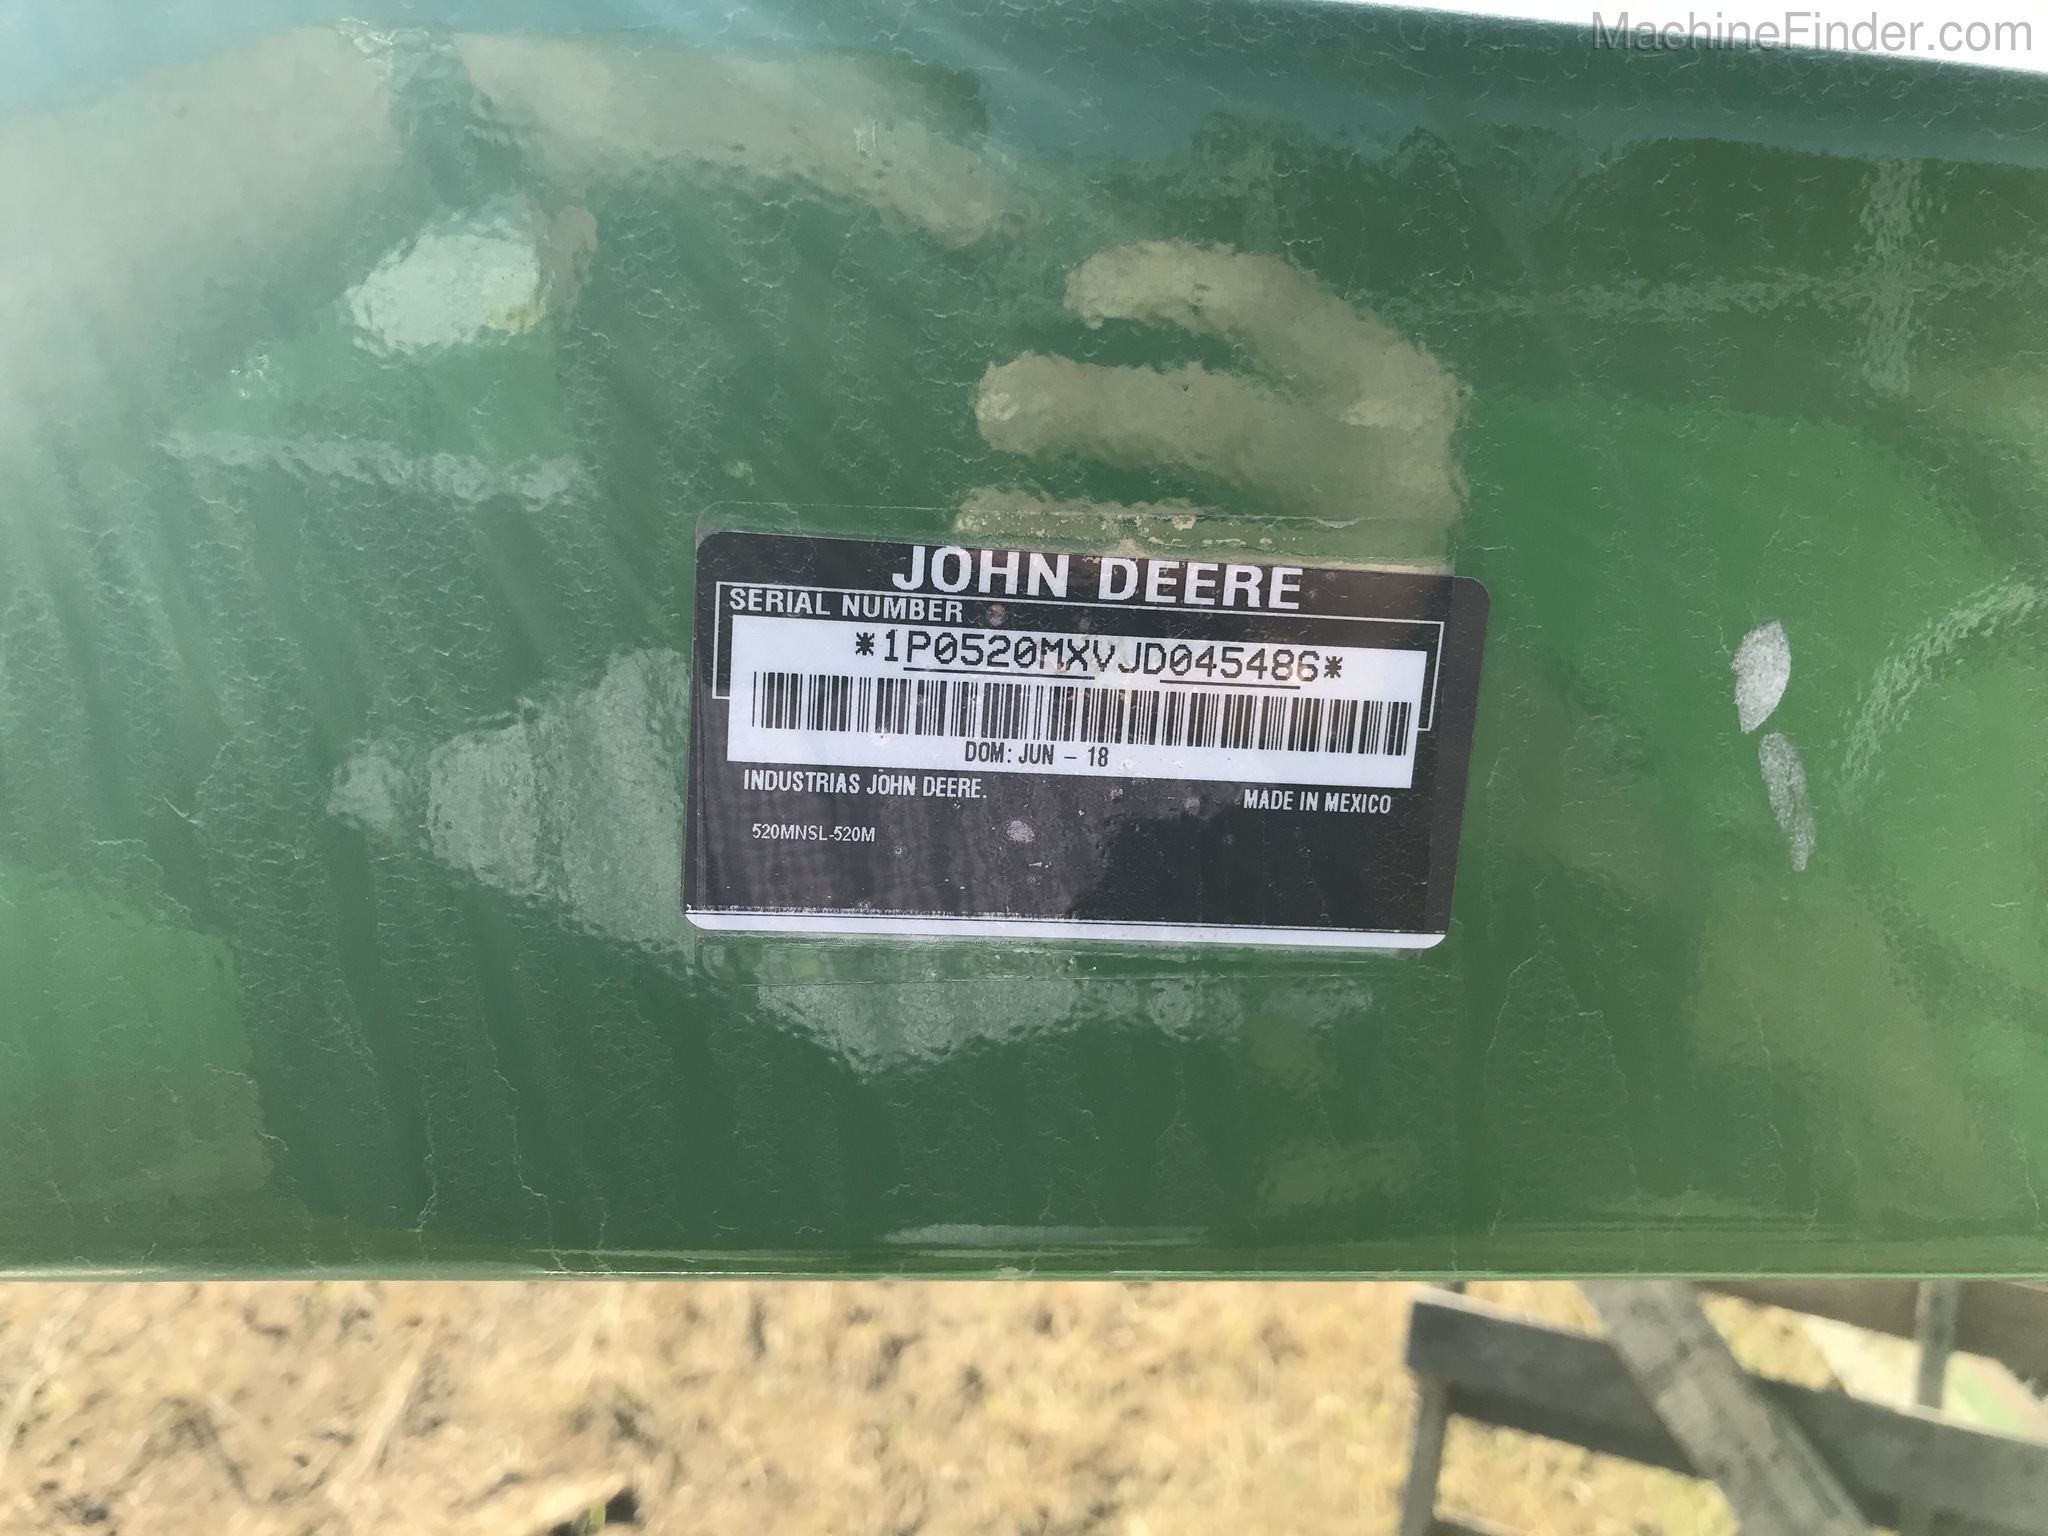 MachineFinder.com
JOHN DEERE
SERIAL NUMBER
*1P0520MXVJD045486*
DOM: JUN - 18
INDUSTRIAS JOHN DEERE.
MADE IN MEXICO
520MNSL-520M